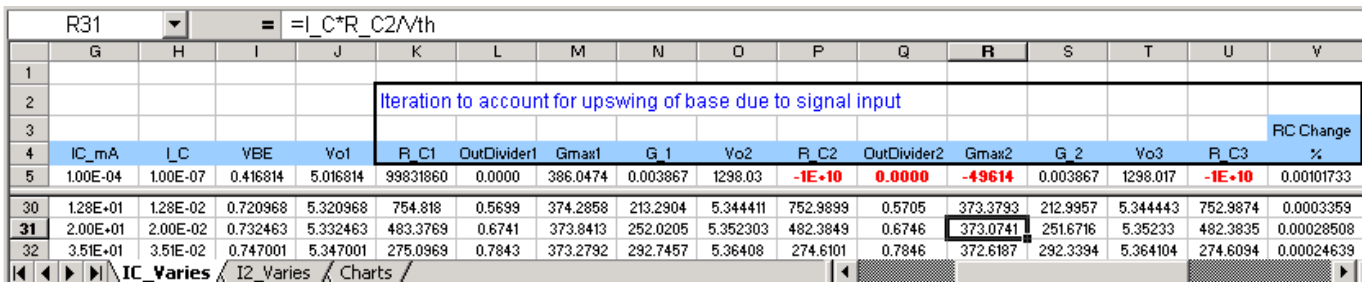 R31 = =I_C*R_C2/Vth
G H I J K L M N O P Q R S T U V
1
2 Iteration to account for upswing of base due to signal input
3 RC Change
4 IC_mA I_C VBE Vo1 R_C1 OutDivider1 Gmax1 G_1 Vo2 R_C2 OutDivider2 Gmax2 G_2 Vo3 R_C3 %
5 1.00E-04 1.00E-07 0.416814 5.016814 99831860 0.0000 386.0474 0.003867 1298.03 -1E+10 0.0000 -49614 0.003867 1298.017 -1E+10 0.00101733
30 1.28E+01 1.28E-02 0.720968 5.320968 754.818 0.5699 374.2858 213.2904 5.344411 752.9899 0.5705 373.3793 212.9957 5.344443 752.9874 0.0003359
31 2.00E+01 2.00E-02 0.732463 5.332463 483.3769 0.6741 373.8413 252.0205 5.352303 482.3849 0.6746 373.0741 251.6716 5.35233 482.3835 0.00028508
32 3.51E+01 3.51E-02 0.747001 5.347001 275.0969 0.7843 373.2792 292.7457 5.36408 274.6101 0.7846 372.6187 292.3394 5.364104 274.6094 0.00024639
IC_Varies I2_Varies Charts